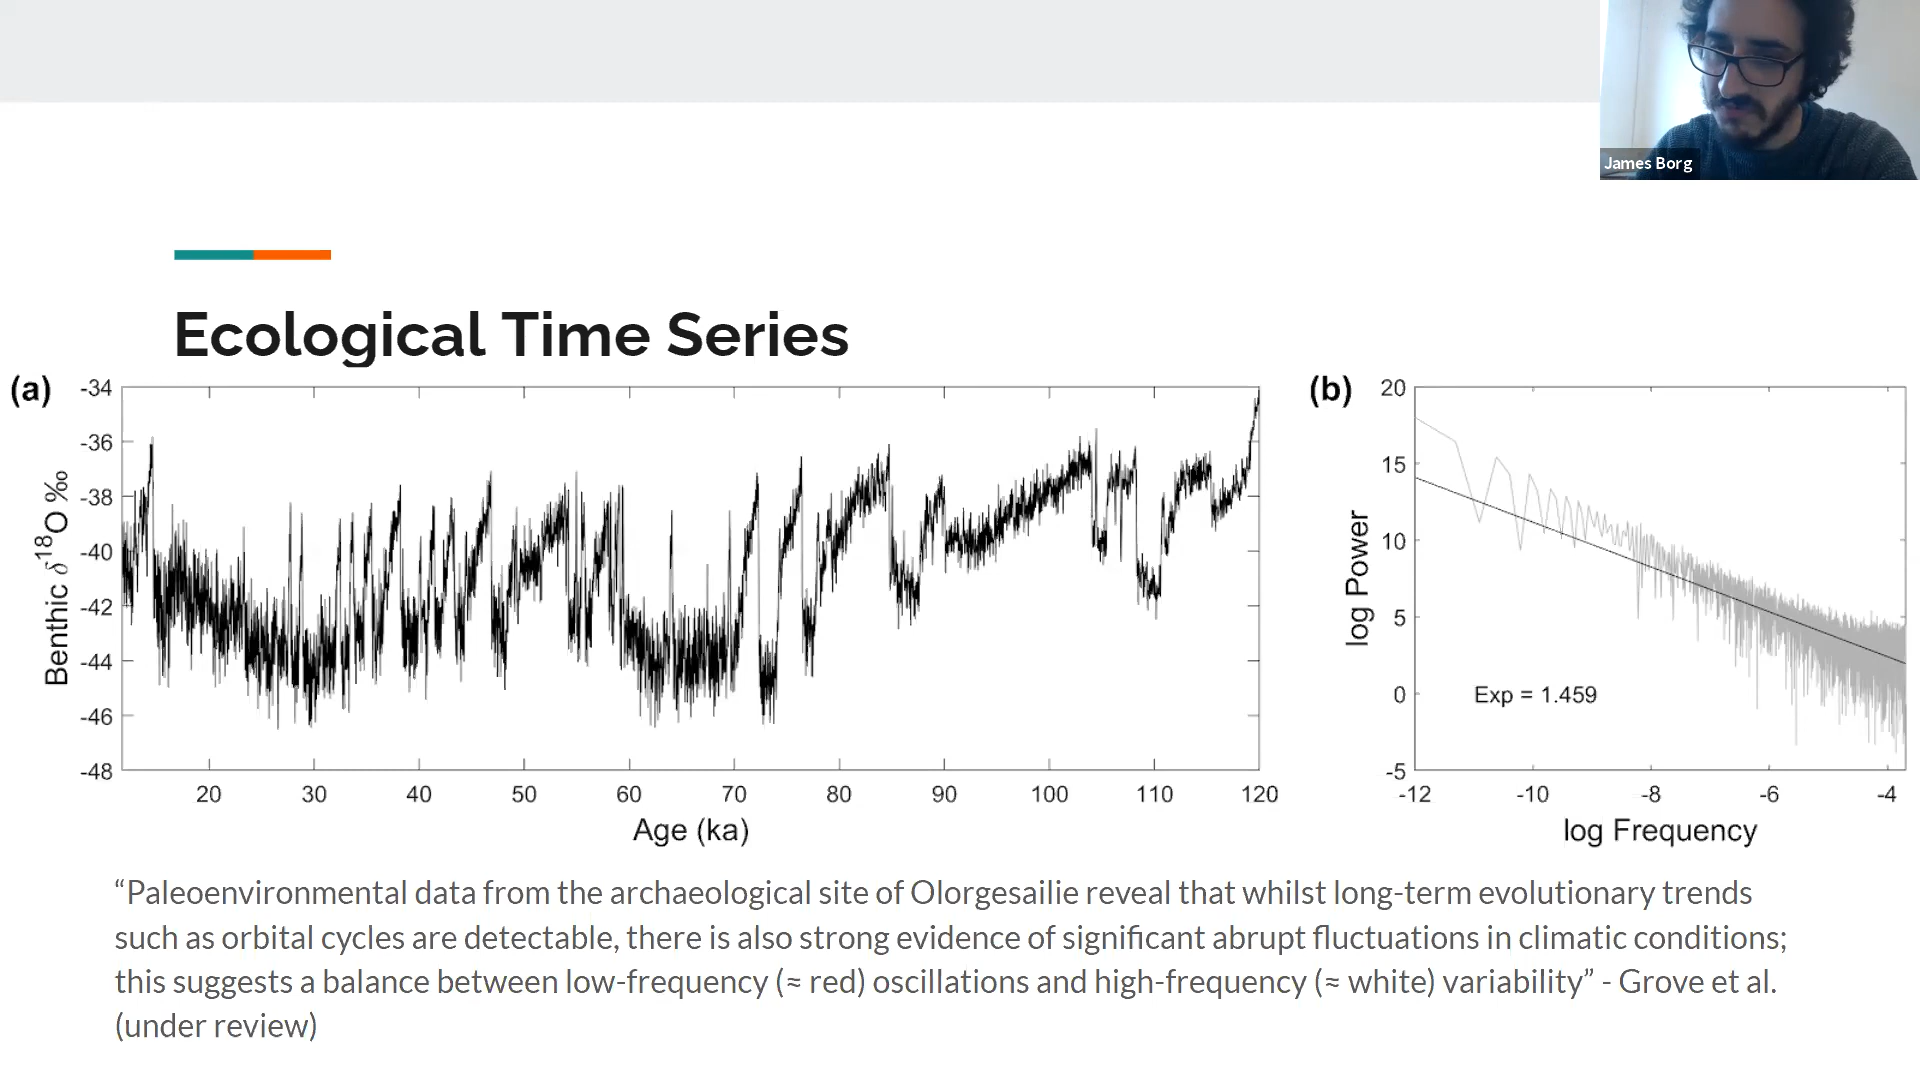 James Borg
Ecological Time Series
(a)
-34
-36
-38
-40
-42
-44
-46
-48
Benthic δ¹⁸O ‰
20 30 40 50 60 70 80 90 100 110 120
Age (ka)
(b)
20
15
10
5
0
-5
log Power
Exp = 1.459
-12 -10 -8 -6 -4
log Frequency
“Paleoenvironmental data from the archaeological site of Olorgesailie reveal that whilst long-term evolutionary trends
such as orbital cycles are detectable, there is also strong evidence of significant abrupt fluctuations in climatic conditions;
this suggests a balance between low-frequency (≈ red) oscillations and high-frequency (≈ white) variability” - Grove et al.
(under review)